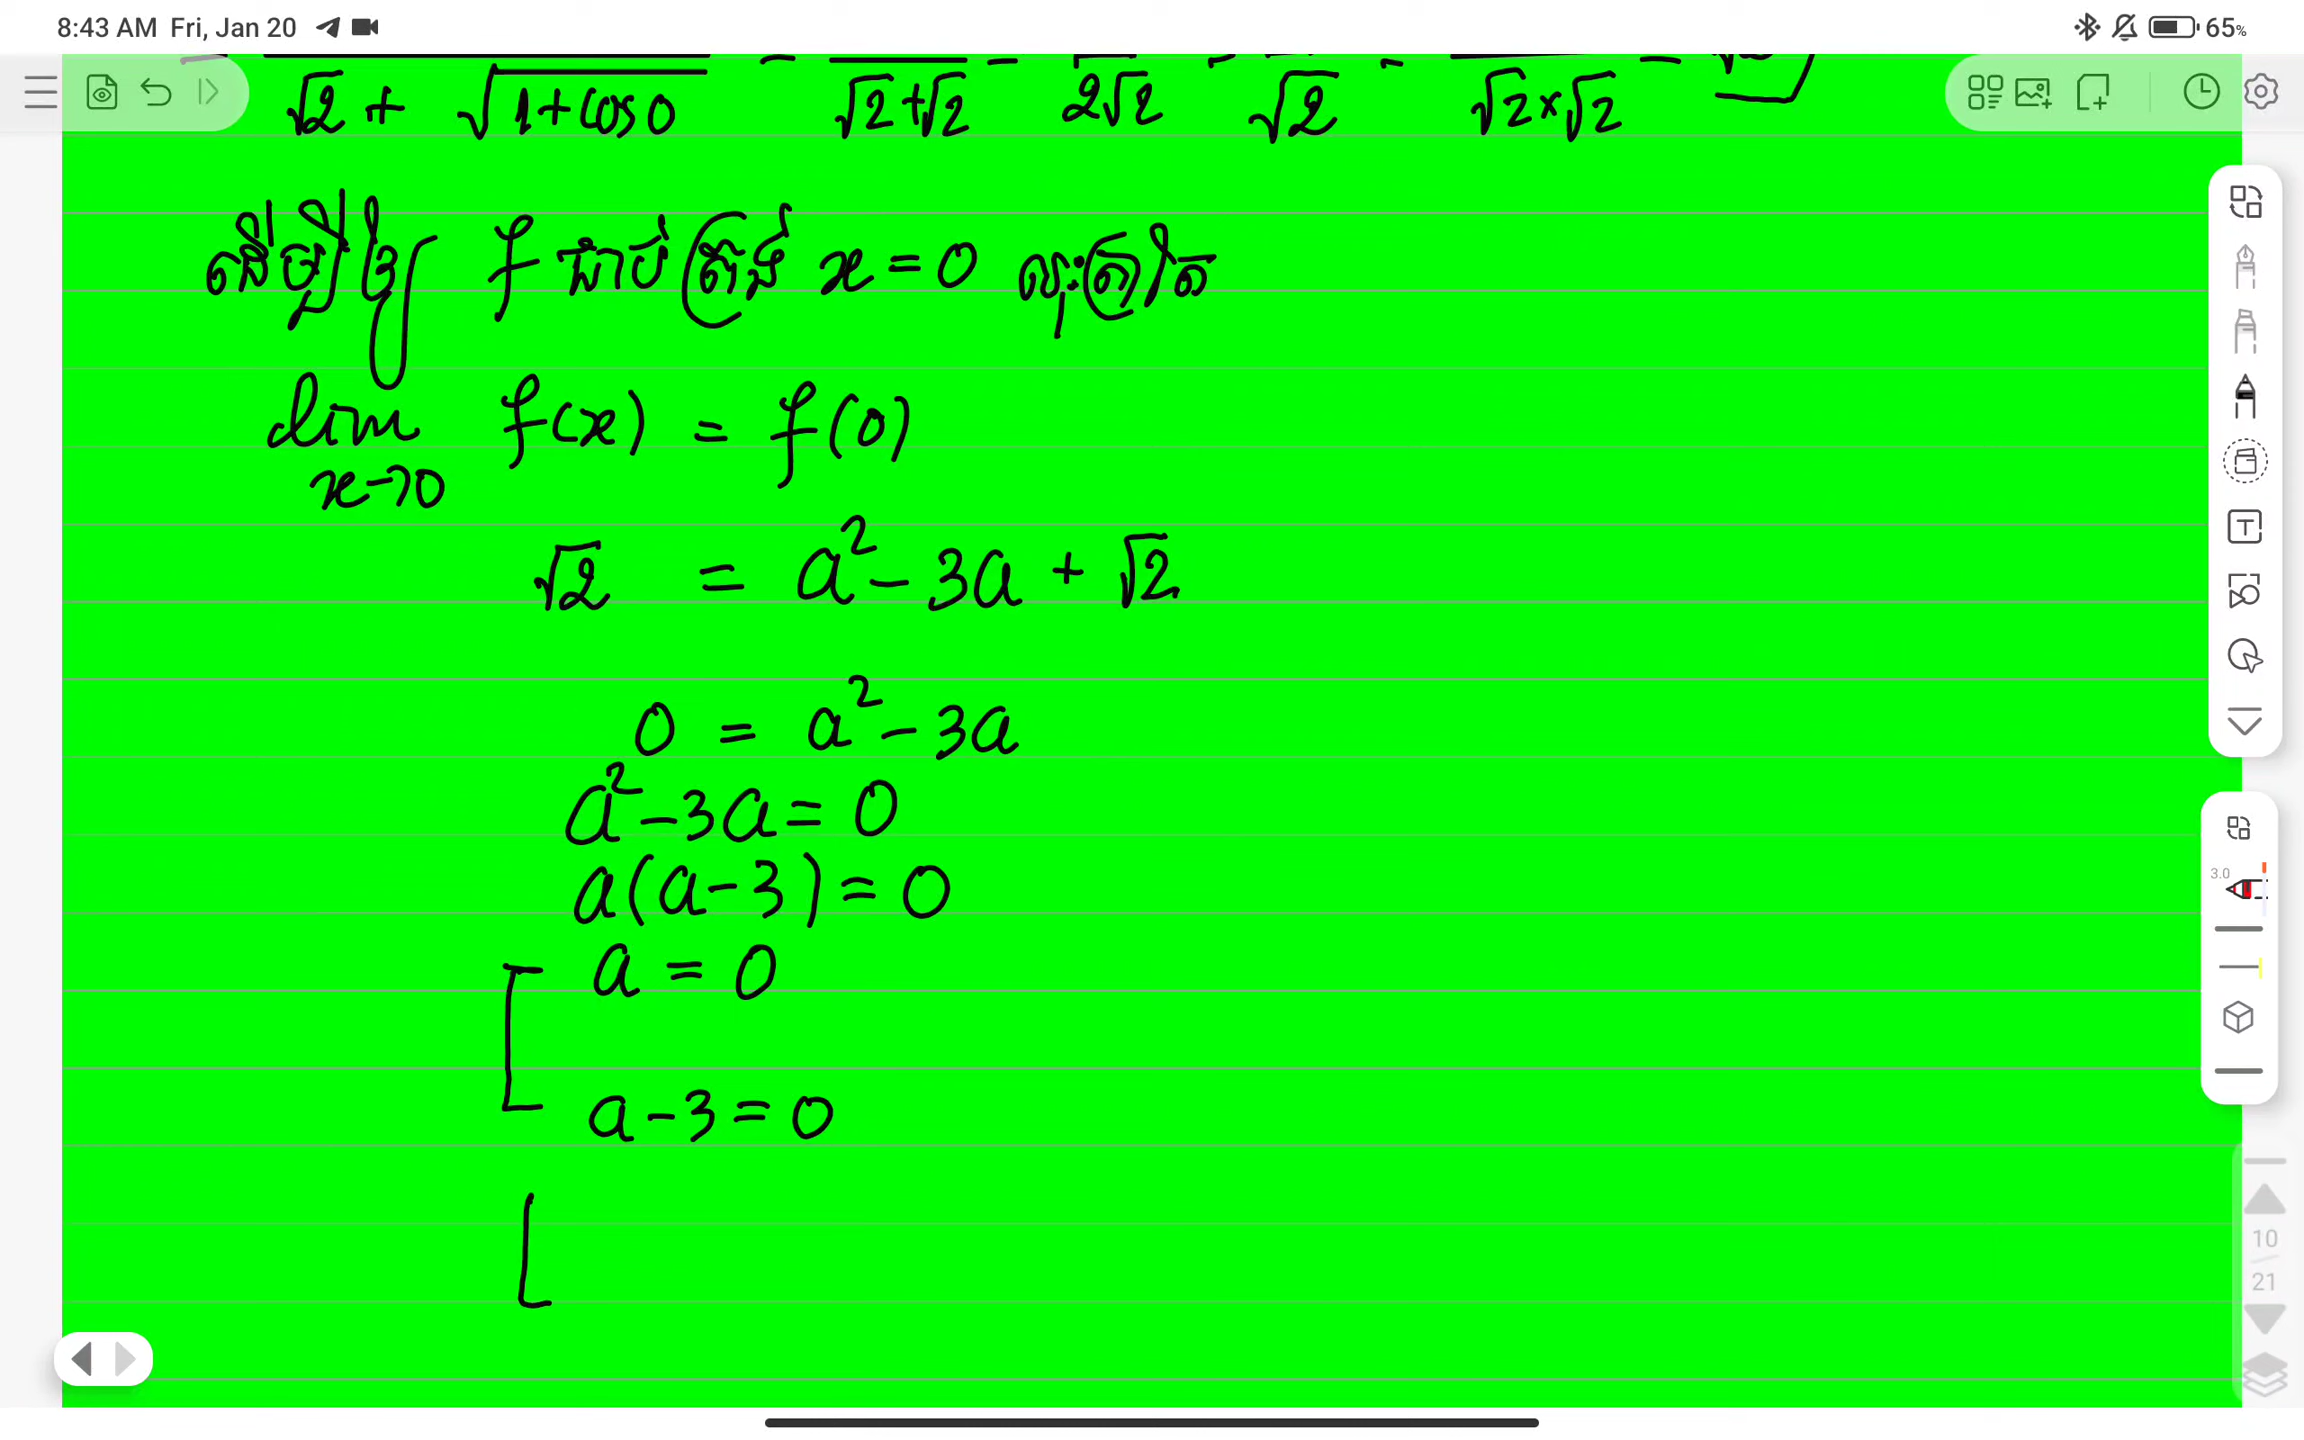 8:43 AM Fri, Jan 20 65%
√2 + √(1+cos0) = √2+√2 = 2√2 = √2 = √2×√2 =
ដើម្បីឲ្យ f ជាប់ត្រង់ x = 0 លុះត្រាតែ
lim f(x) = f(0)
x→0
√2 = a² - 3a + √2
0 = a² - 3a
a² - 3a = 0
a(a-3) = 0
a = 0
a - 3 = 0
T
3.0
10
21